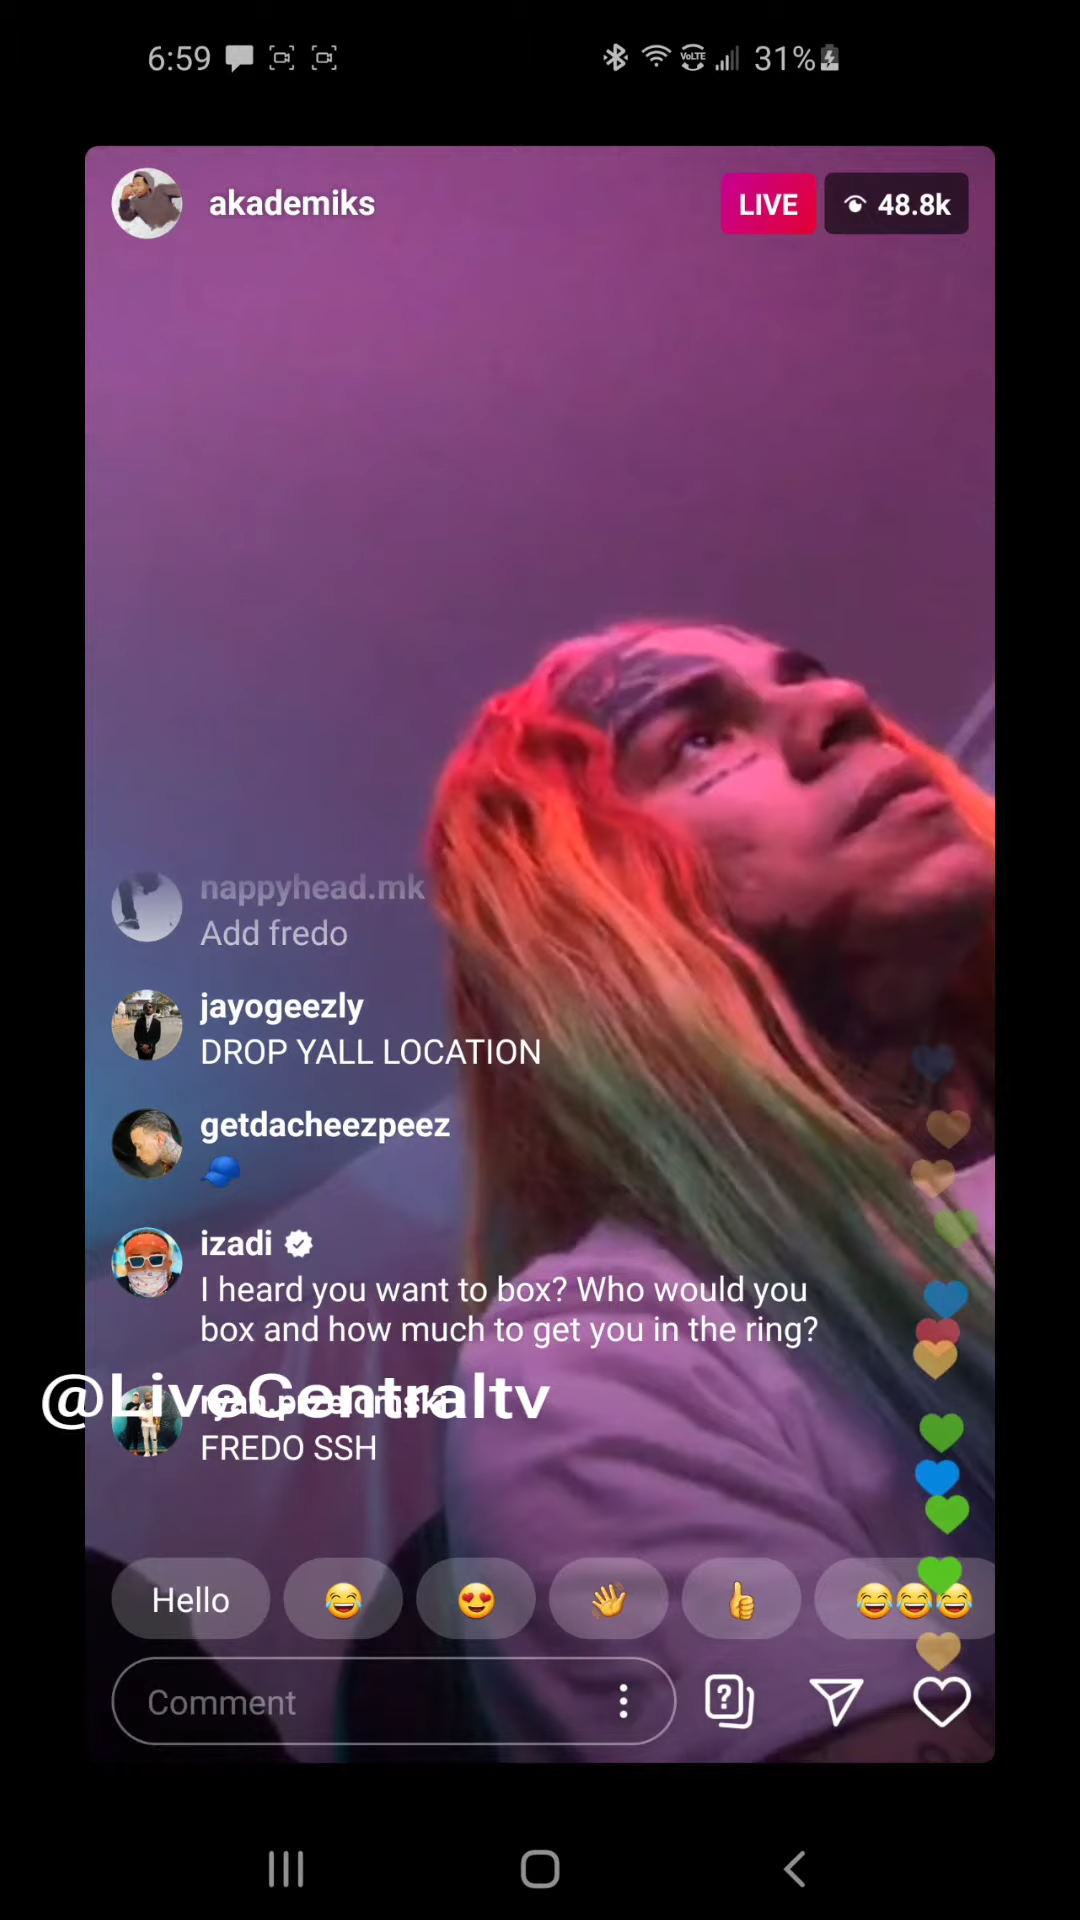 6:59
VoLTE
31%
akademiks
LIVE
48.8k
nappyhead.mk
Add fredo
jayogeezly
DROP YALL LOCATION
getdacheezpeez
izadi
I heard you want to box? Who would you
box and how much to get you in the ring?
@LiveCentraltv
FREDO SSH
Hello
Comment